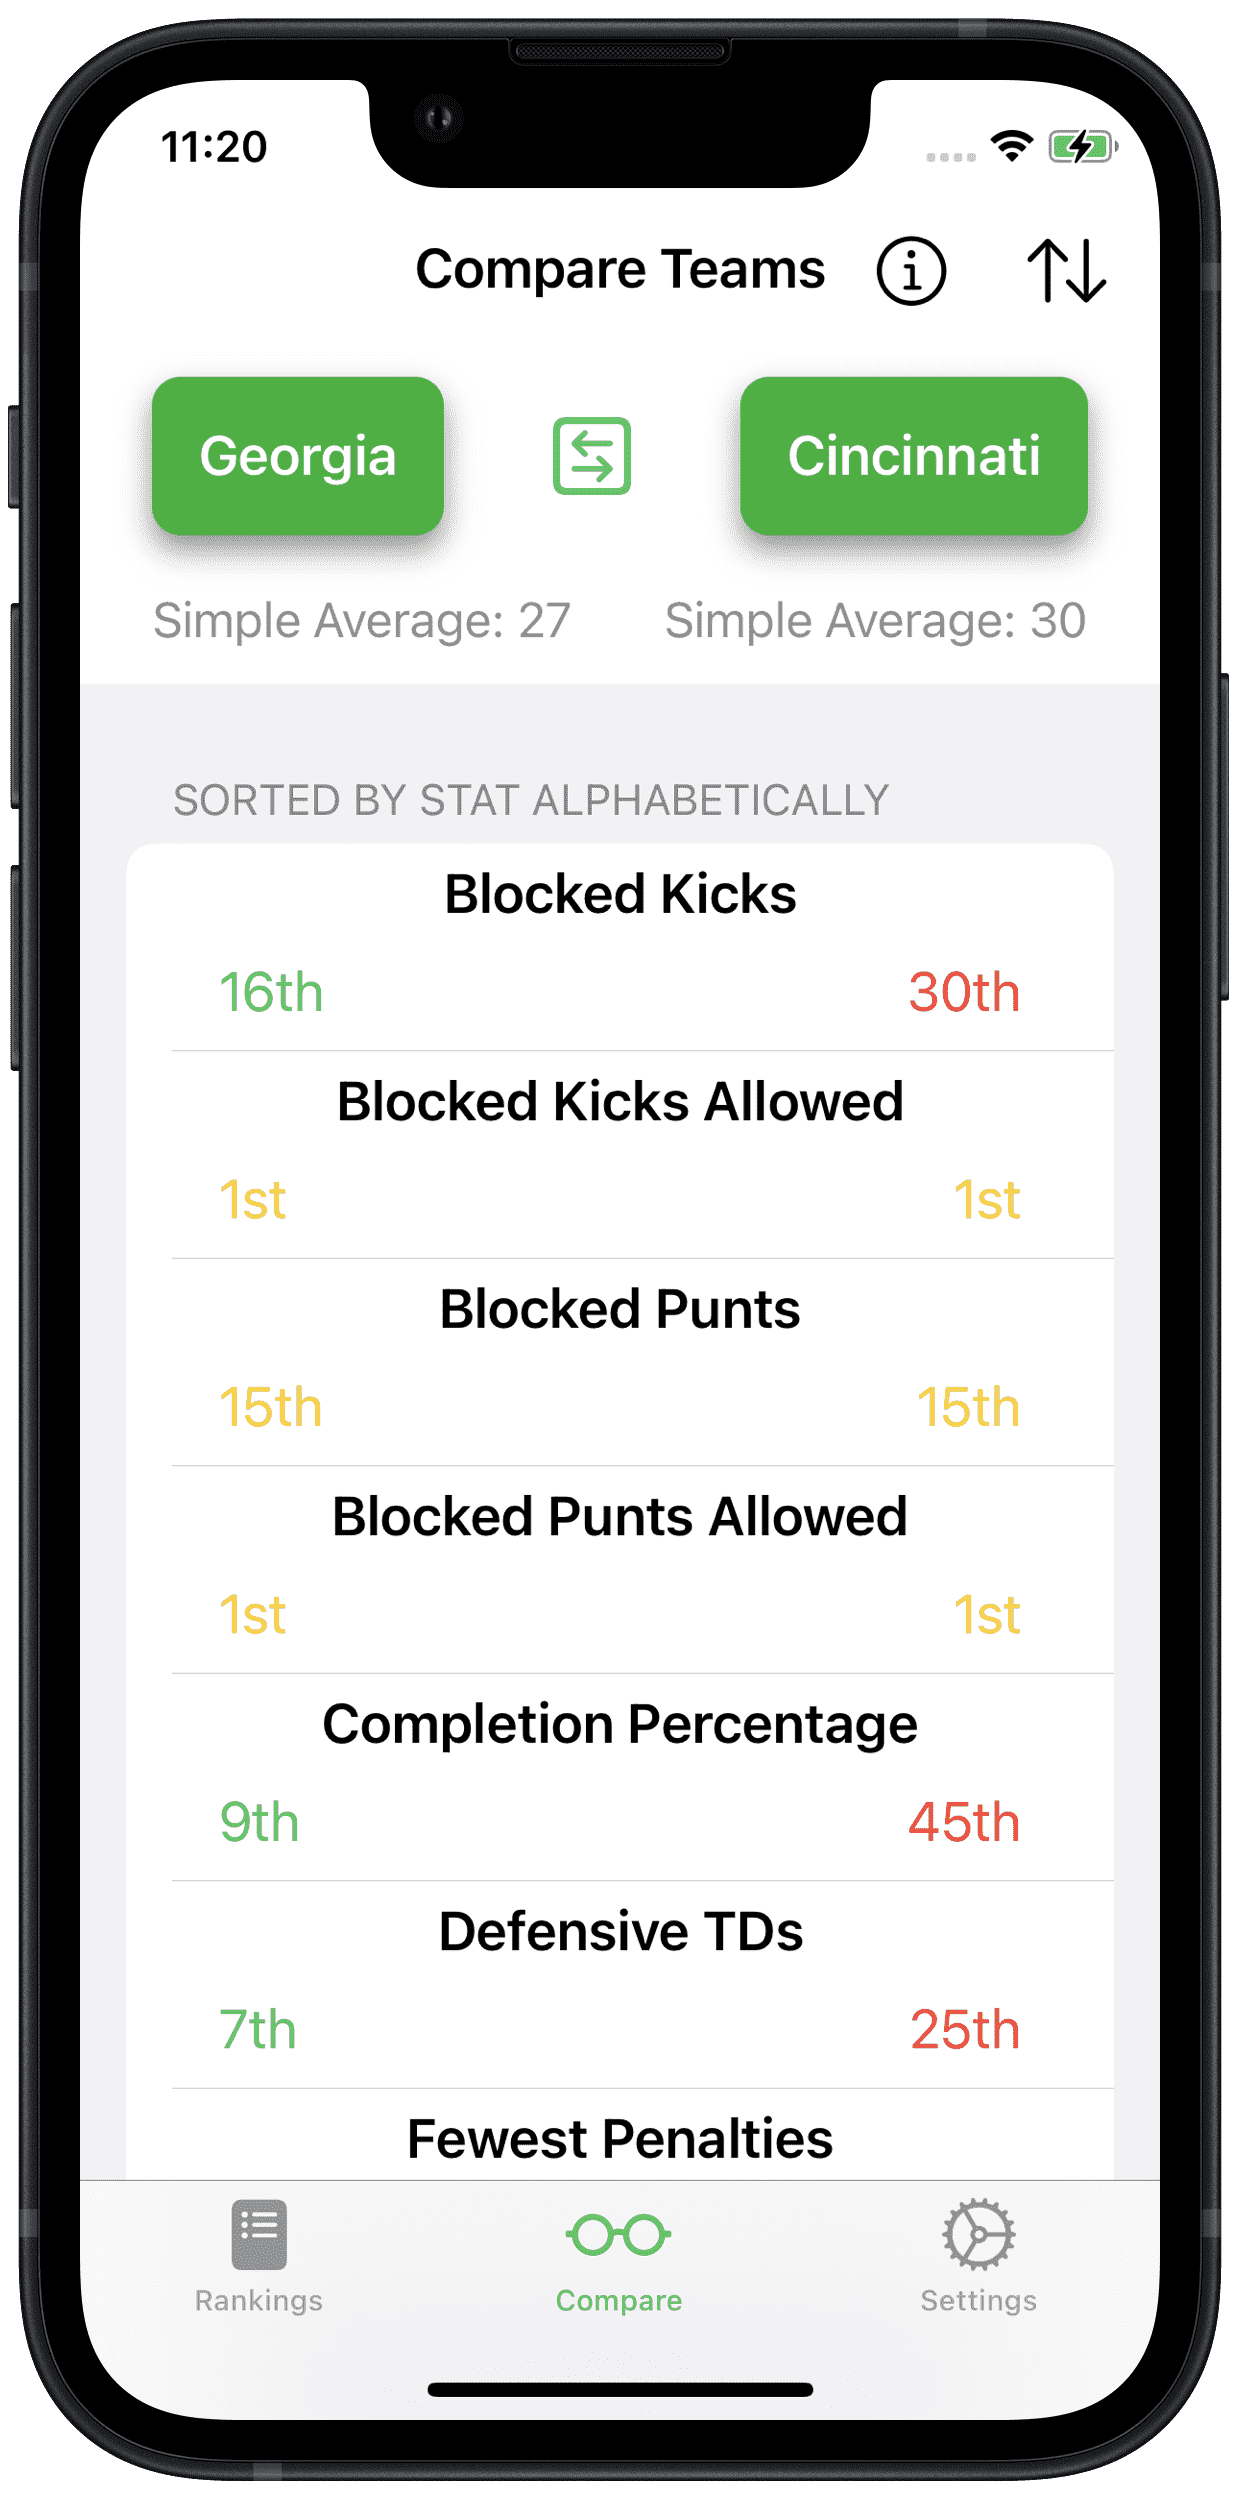 11:20
Compare Teams
Georgia
Cincinnati
Simple Average: 27
Simple Average: 30
SORTED BY STAT ALPHABETICALLY
Blocked Kicks
16th 30th
Blocked Kicks Allowed
1st 1st
Blocked Punts
15th 15th
Blocked Punts Allowed
1st 1st
Completion Percentage
9th 45th
Defensive TDs
7th 25th
Fewest Penalties
Rankings Compare Settings